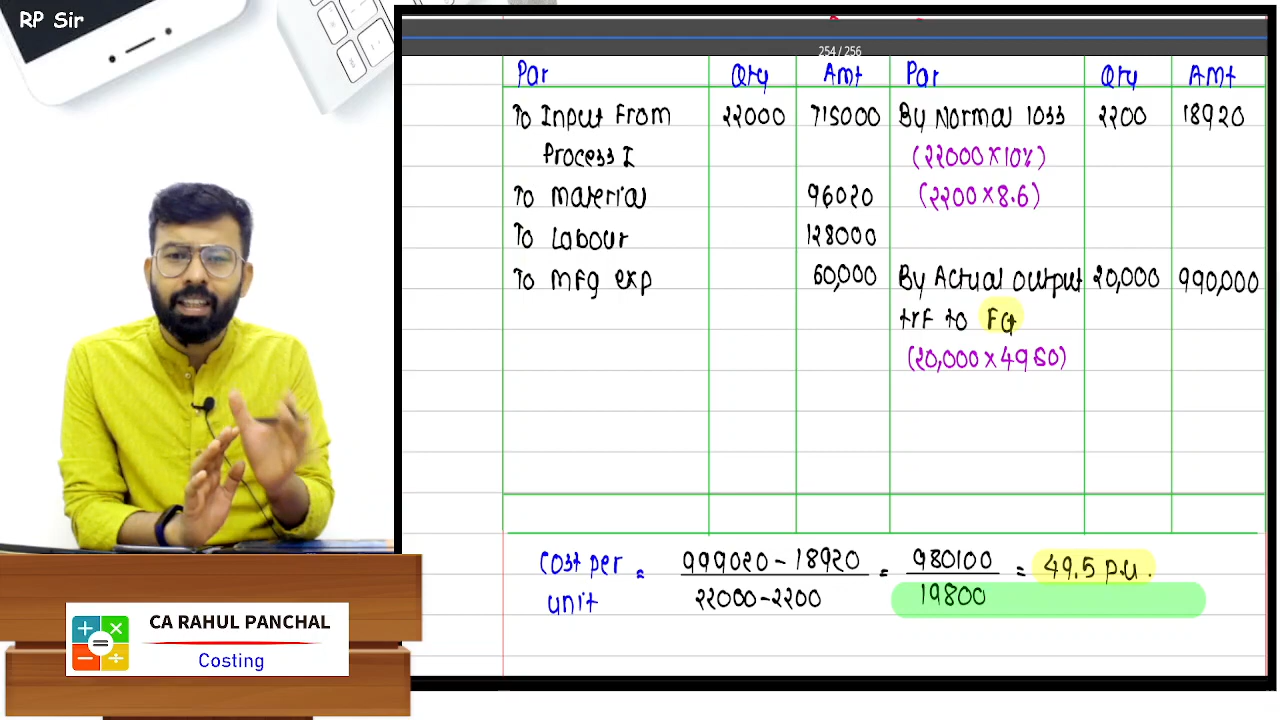 RP Sir
254 / 256
Par Qty Amt Par Qty Amt
To Input From 22000 715000 By Normal loss 2200 18920
Process I (22000×10%)
To Material 96020 (2200×8.6)
To Labour 128000
To MFg exp 60,000 By Actual output 20,000 990,000
trF to FG
(20,000×4950)
Cost per = 999020-18920 = 980100 = 49.5 p.u.
unit 22000-2200 19800
CA RAHUL PANCHAL
Costing